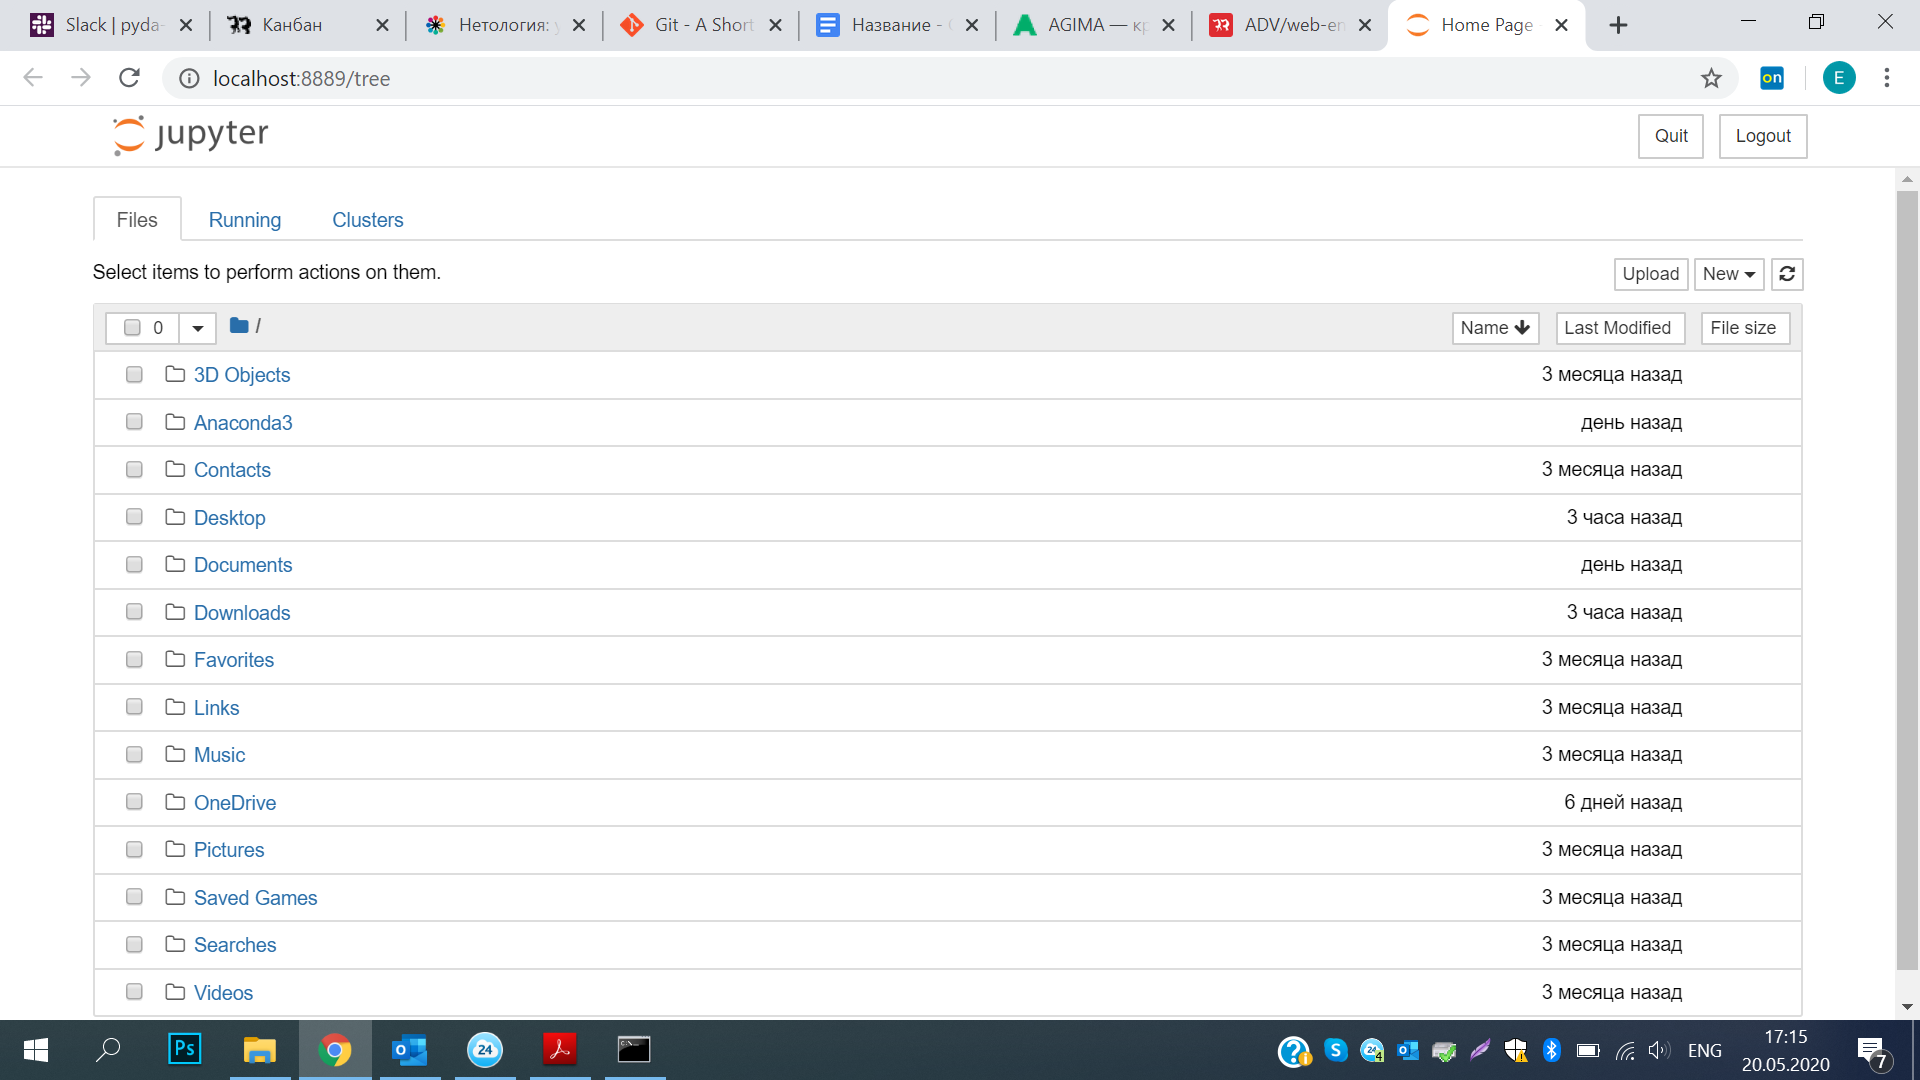 Slack | pyda-
Канбан
Нетология: у
Git - A Short
Название -
AGIMA — кр
ADV/web-en
Home Page
localhost:8889/tree
on
E
jupyter
Quit
Logout
Files
Running
Clusters
Select items to perform actions on them.
Upload
New
0
/
Name
Last Modified
File size
3D Objects
3 месяца назад
Anaconda3
день назад
Contacts
3 месяца назад
Desktop
3 часа назад
Documents
день назад
Downloads
3 часа назад
Favorites
3 месяца назад
Links
3 месяца назад
Music
3 месяца назад
OneDrive
6 дней назад
Pictures
3 месяца назад
Saved Games
3 месяца назад
Searches
3 месяца назад
Videos
3 месяца назад
Ps
24
ENG
17:15
20.05.2020
7